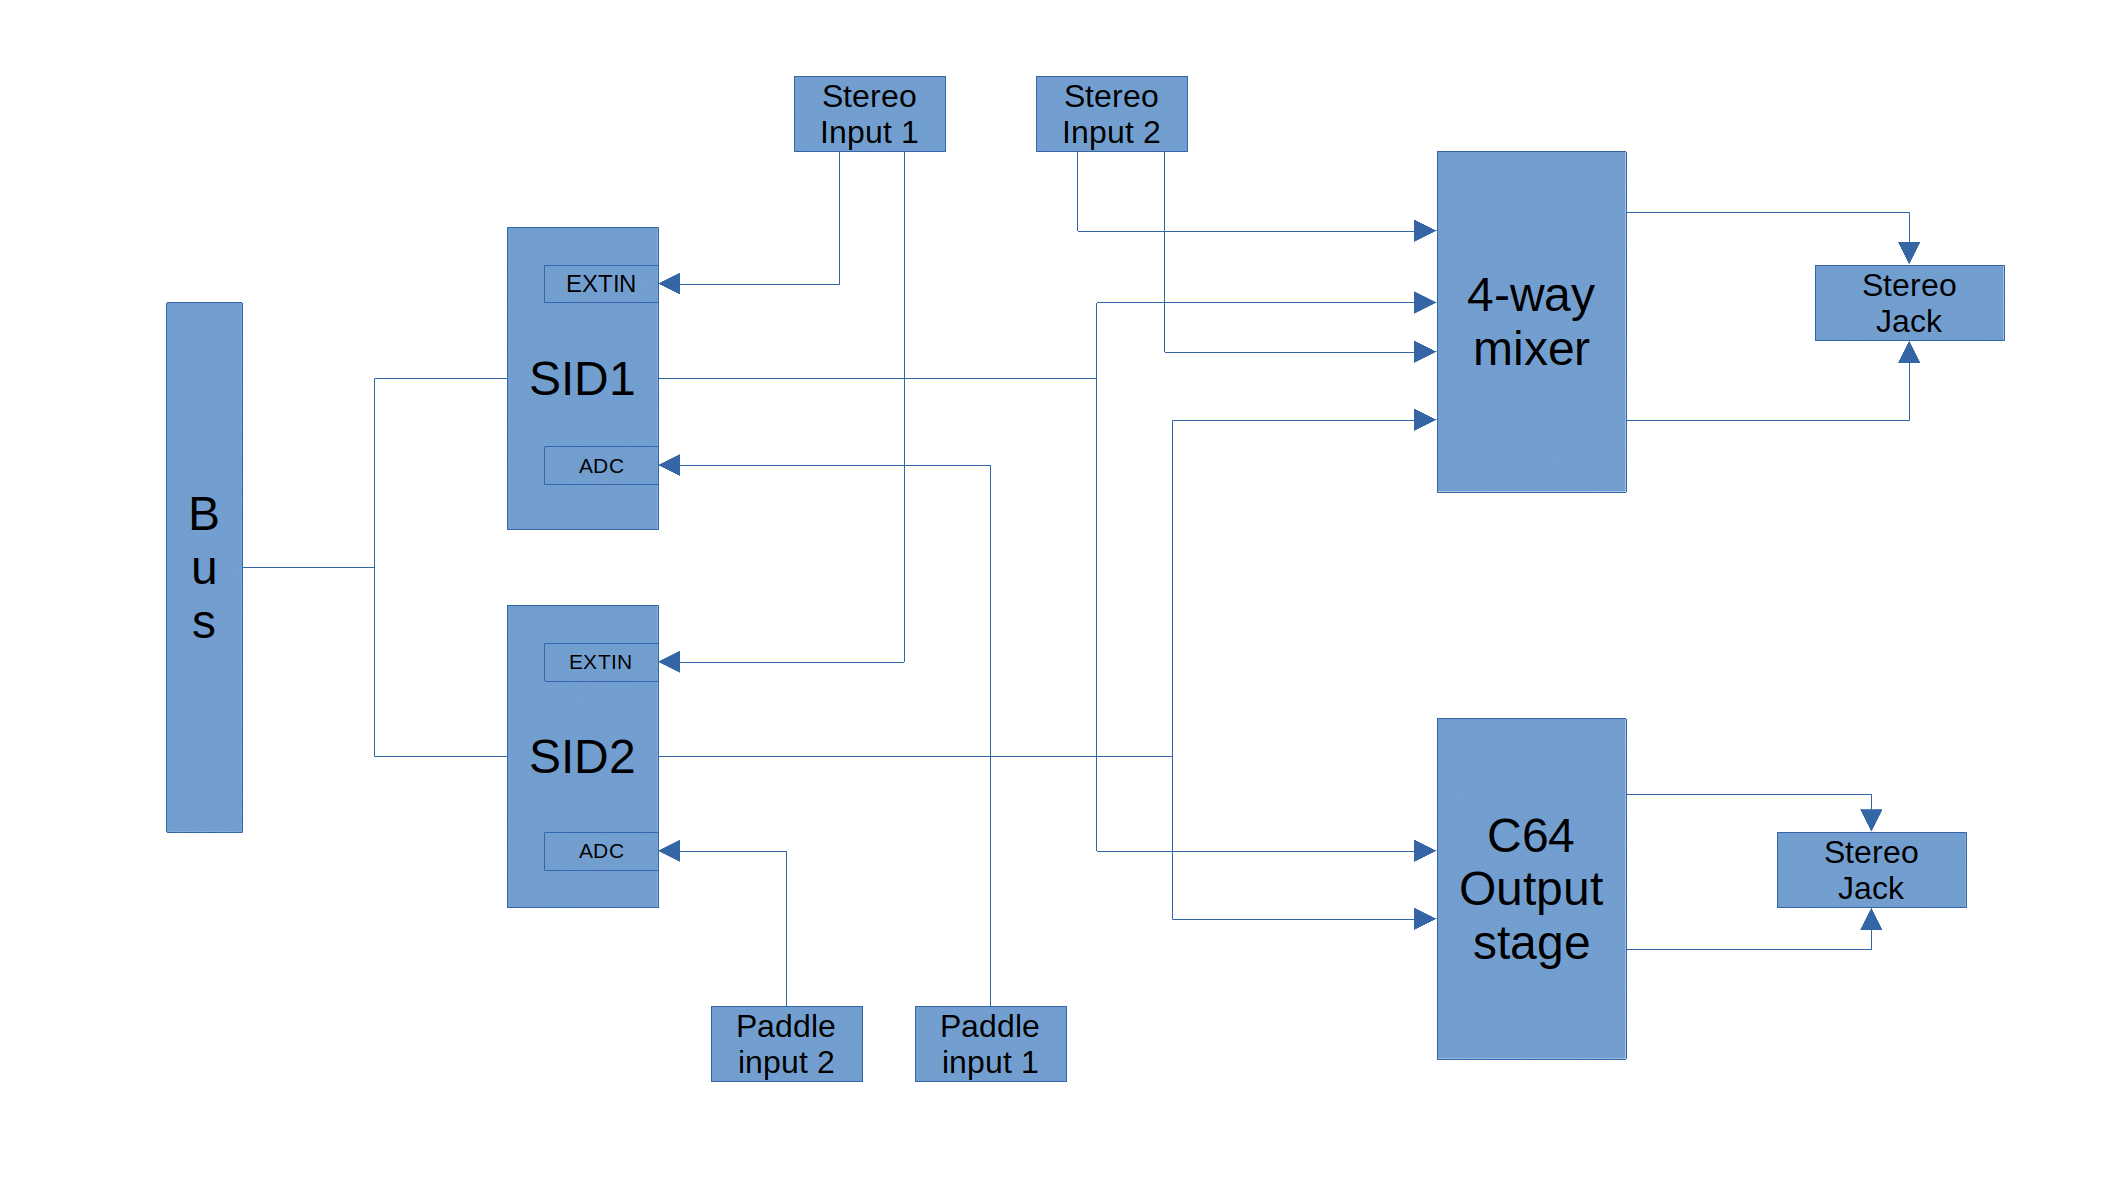 Stereo
Input 1
Stereo
Input 2
EXTIN
SID1
ADC
4-way
mixer
Stereo
Jack
B
u
s
EXTIN
SID2
ADC
C64
Output
stage
Stereo
Jack
Paddle
input 2
Paddle
input 1